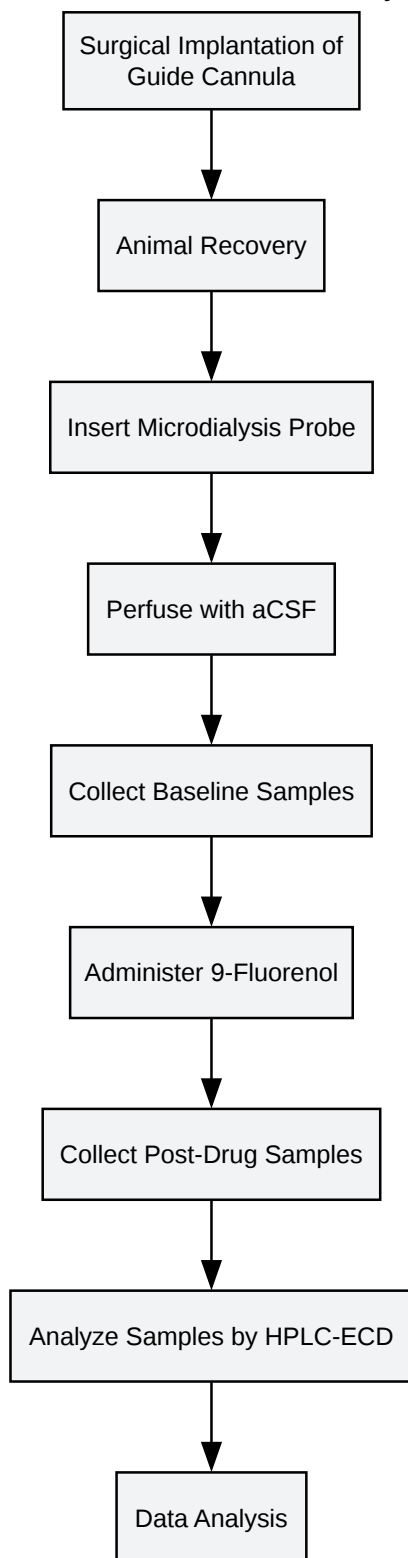 Surgical Implantation of
Guide Cannula
Animal Recovery
Insert Microdialysis Probe
Perfuse with aCSF
Collect Baseline Samples
Administer 9-Fluorenol
Collect Post-Drug Samples
Analyze Samples by HPLC-ECD
Data Analysis